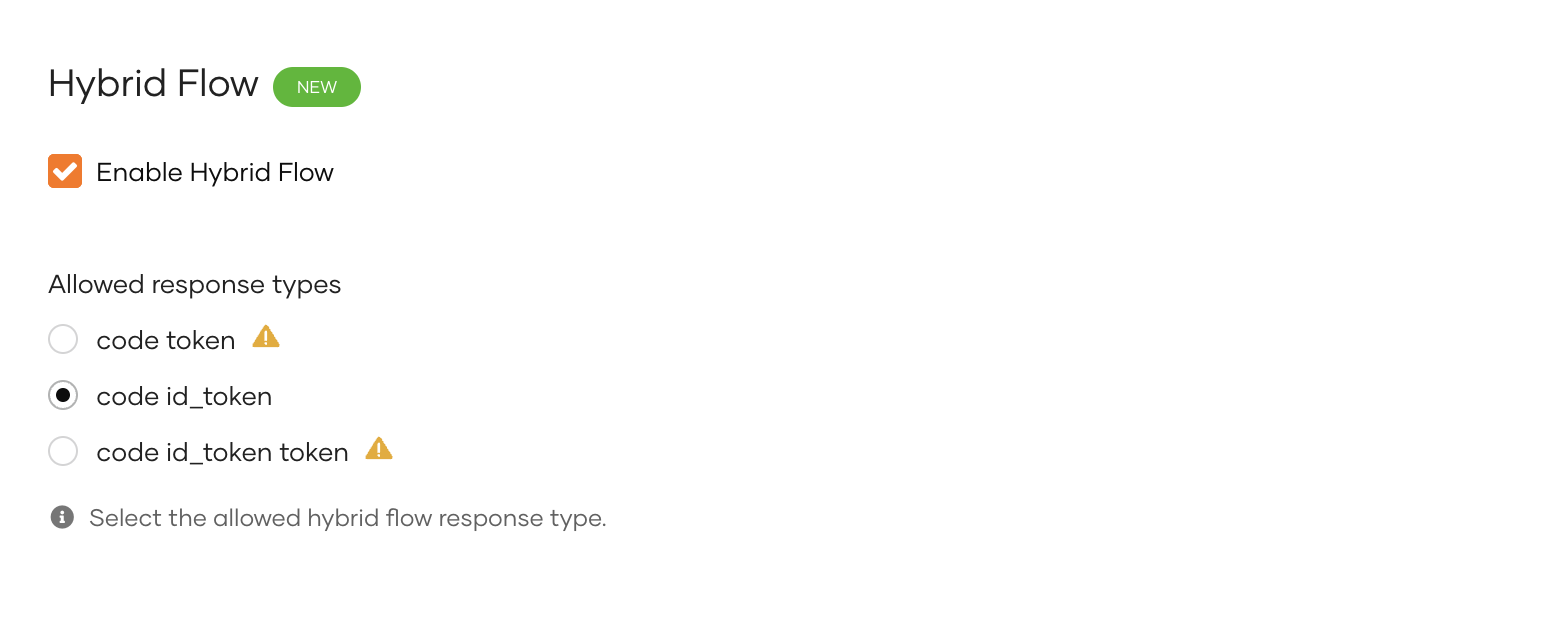 Hybrid Flow NEW
Enable Hybrid Flow
Allowed response types
code token
code id_token
code id_token token
Select the allowed hybrid flow response type.